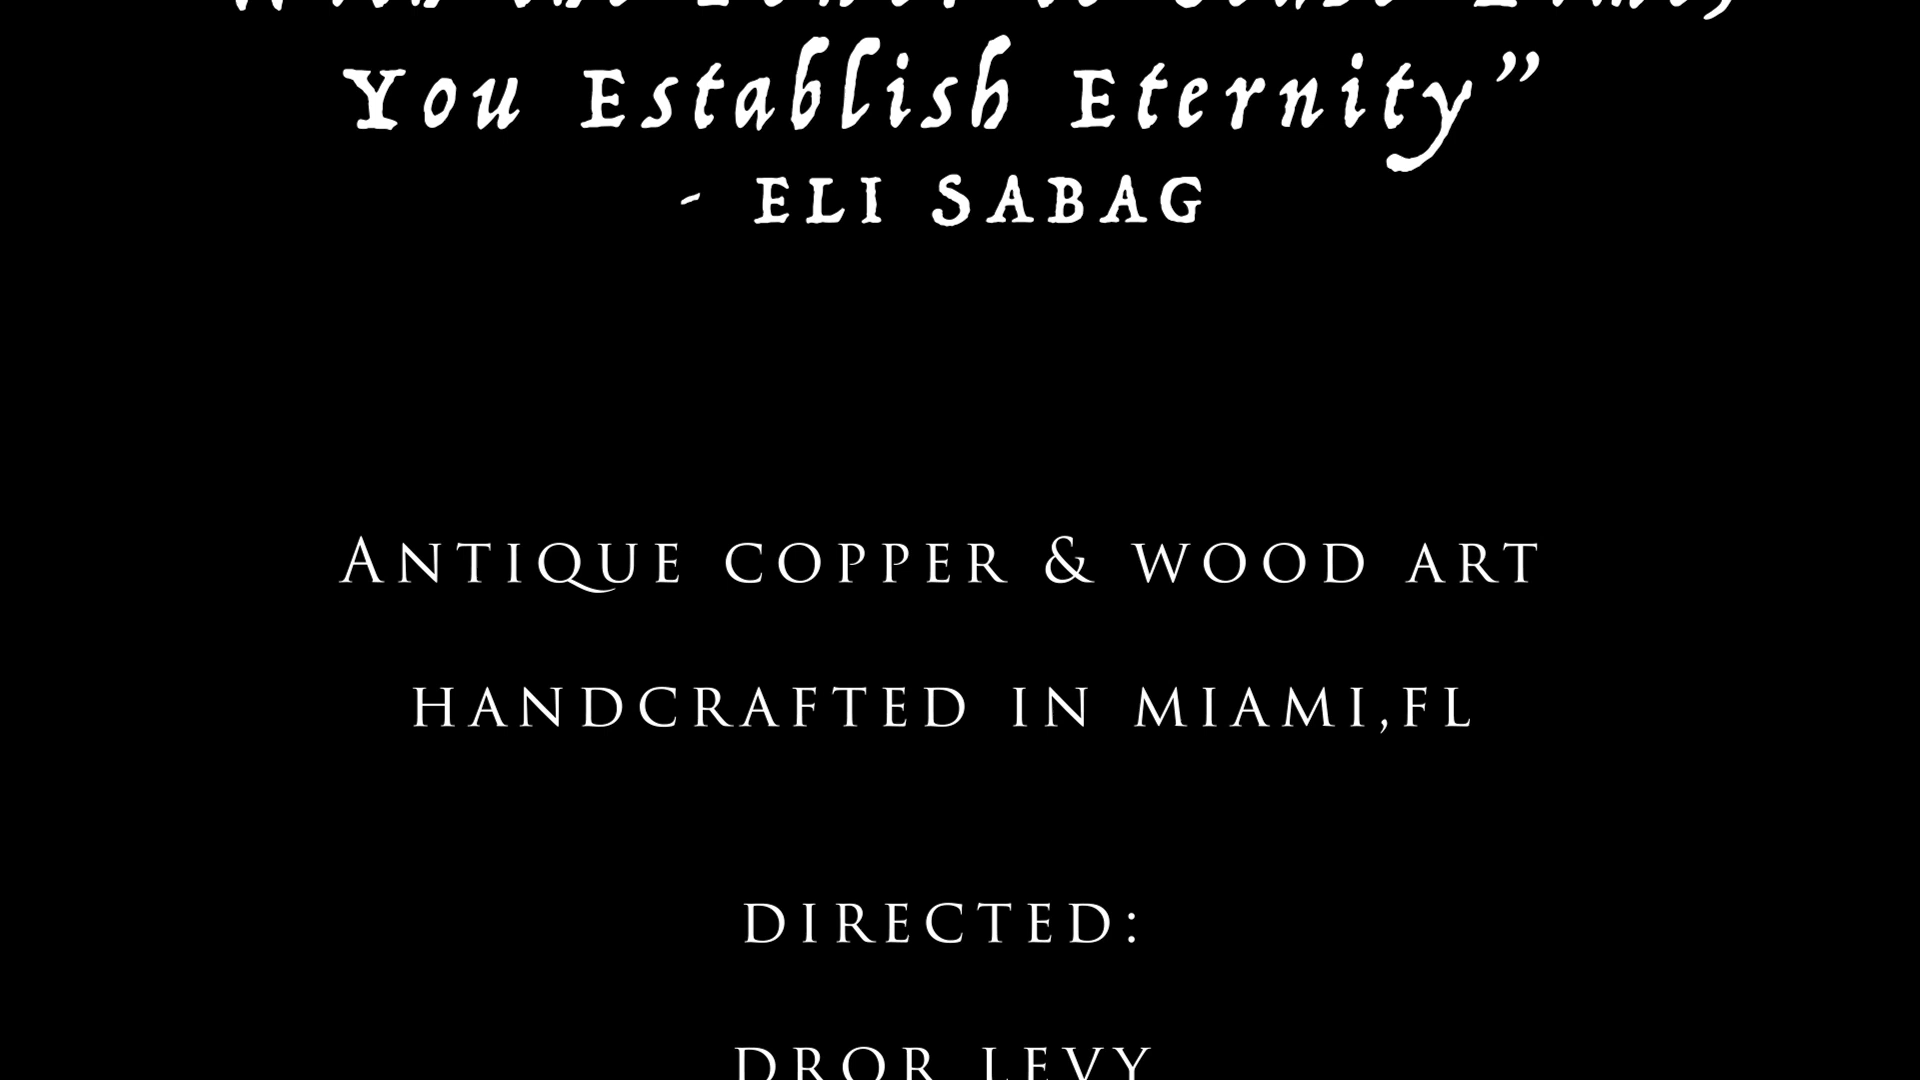 You Establish Eternity”
- ELI SABAG
ANTIQUE COPPER & WOOD ART
HANDCRAFTED IN MIAMI,FL
DIRECTED:
DROR LEVY